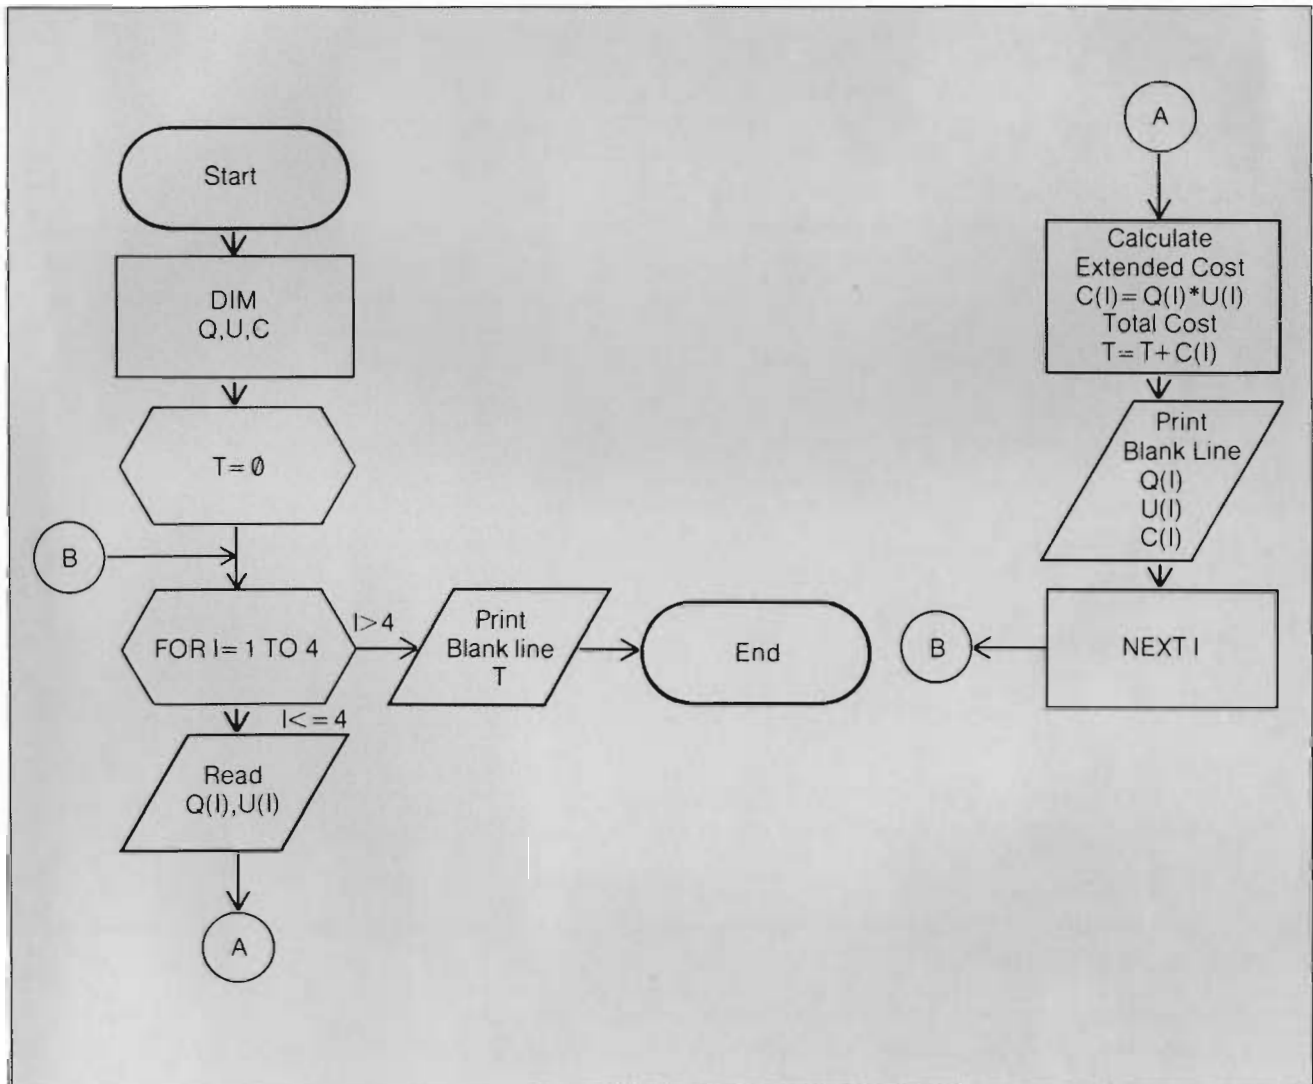 Start
DIM
Q,U,C
T=0
B
FOR I= 1 TO 4
I>4
Print
Blank line
T
End
I<=4
Read
Q(I),U(I)
A
A
Calculate
Extended Cost
C(I)=Q(I)*U(I)
Total Cost
T=T+C(I)
Print
Blank Line
Q(I)
U(I)
C(I)
NEXT I
B